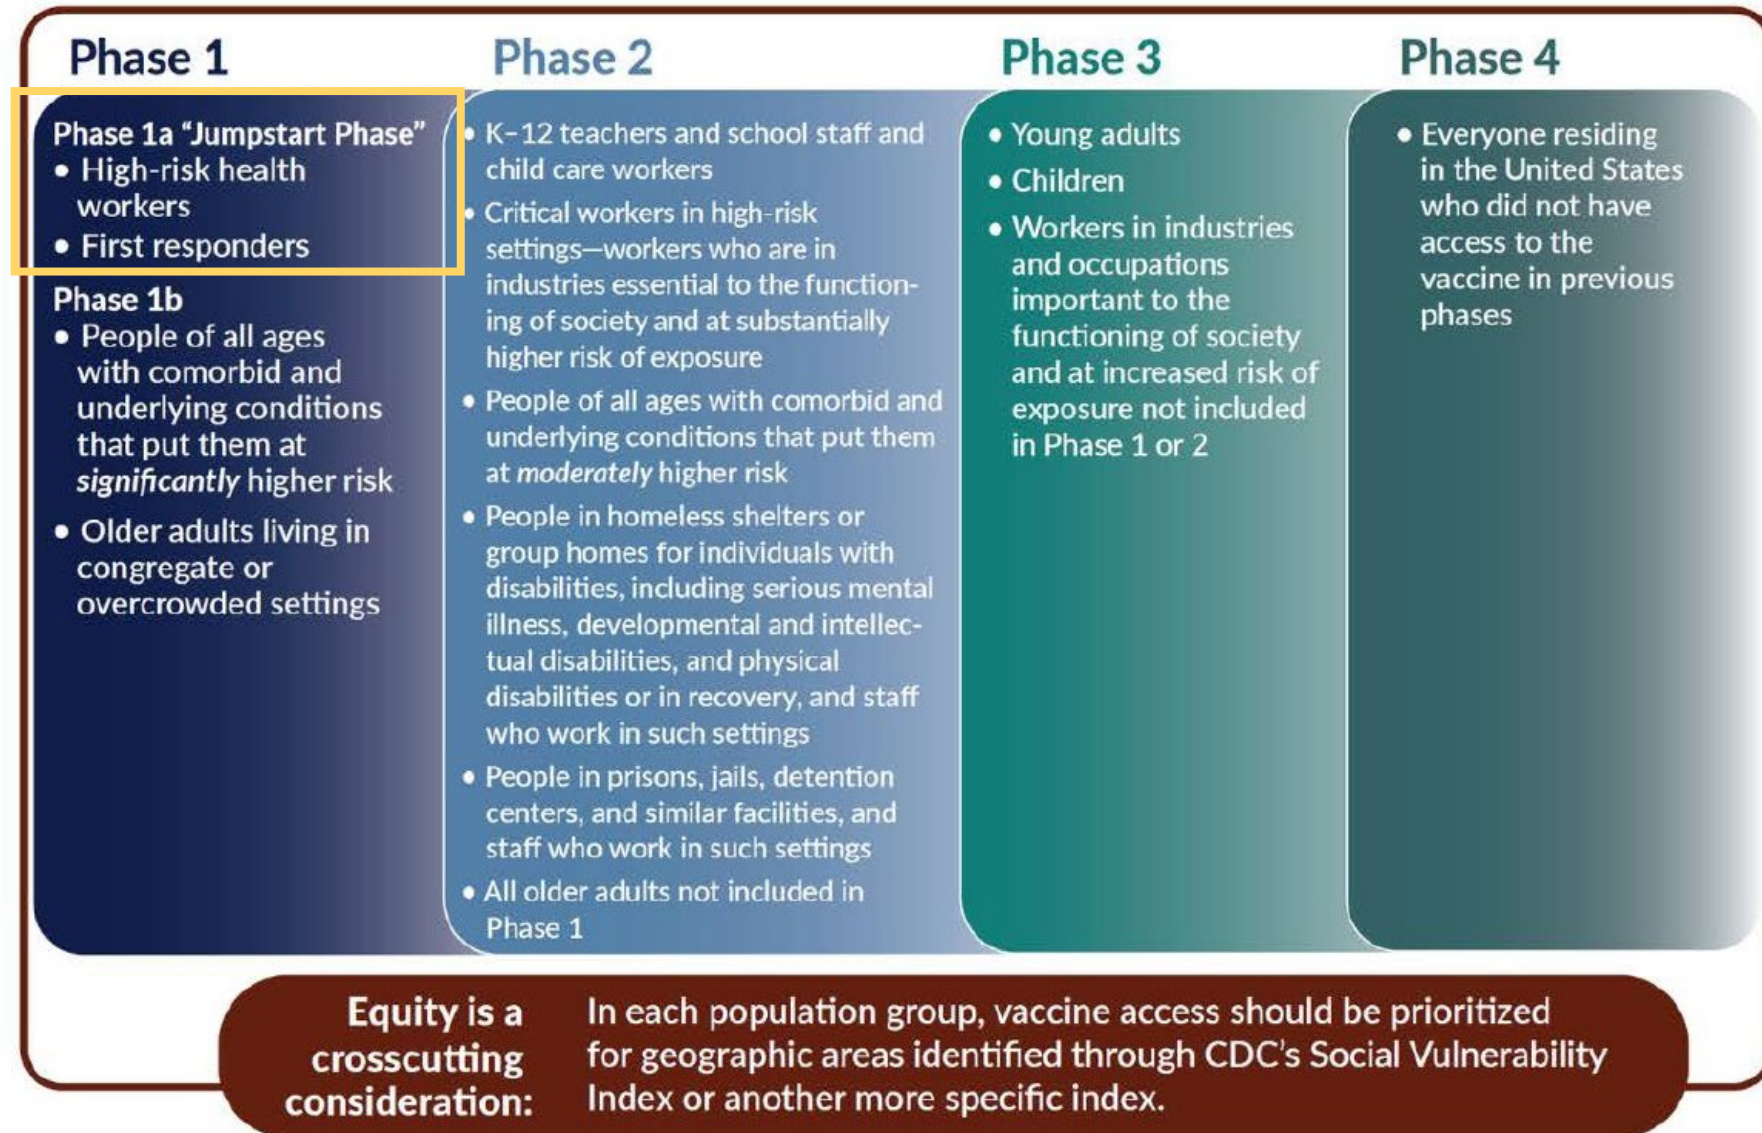 Phase 1
Phase 1a “Jumpstart Phase”
• High-risk health
workers
• First responders
Phase 1b
• People of all ages
with comorbid and
underlying conditions
that put them at
significantly higher risk
• Older adults living in
congregate or
overcrowded settings
Phase 2
• K–12 teachers and school staff and
child care workers
• Critical workers in high-risk
settings—workers who are in
industries essential to the function-
ing of society and at substantially
higher risk of exposure
• People of all ages with comorbid and
underlying conditions that put them
at moderately higher risk
• People in homeless shelters or
group homes for individuals with
disabilities, including serious mental
illness, developmental and intellec-
tual disabilities, and physical
disabilities or in recovery, and staff
who work in such settings
• People in prisons, jails, detention
centers, and similar facilities, and
staff who work in such settings
• All older adults not included in
Phase 1
Phase 3
• Young adults
• Children
• Workers in industries
and occupations
important to the
functioning of society
and at increased risk of
exposure not included
in Phase 1 or 2
Phase 4
• Everyone residing
in the United States
who did not have
access to the
vaccine in previous
phases
Equity is a
crosscutting
consideration:
In each population group, vaccine access should be prioritized
for geographic areas identified through CDC’s Social Vulnerability
Index or another more specific index.